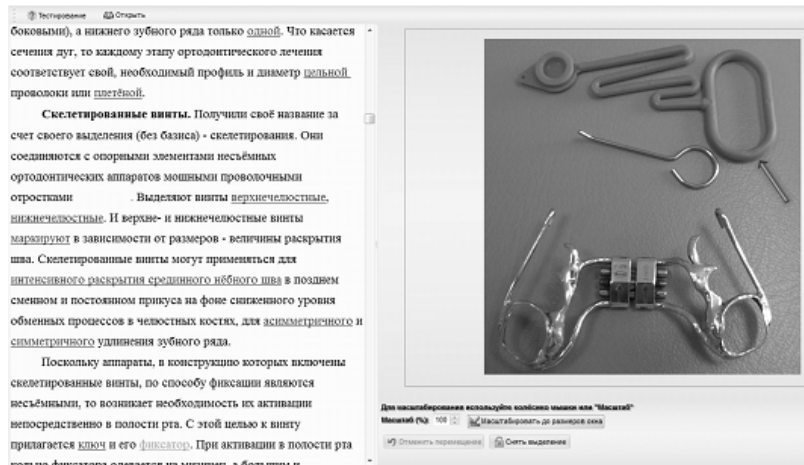 Тестирование Открыть
боковыми), а нижнего зубного ряда только одной. Что касается
сечения дуг, то каждому этапу ортодонтического лечения
соответствует свой, необходимый профиль и диаметр цельной
проволоки или плетёной.
Скелетированные винты. Получили своё название за
счет своего выделения (без базиса) - скелетирования. Они
соединяются с опорными элементами несъёмных
ортодонтических аппаратов мощными проволочными
отростками . Выделяют винты верхнечелюстные,
нижнечелюстные. И верхне- и нижнечелюстные винты
маркируют в зависимости от размеров - величины раскрытия
шва. Скелетированные винты могут применяться для
интенсивного раскрытия срединного нёбного шва в позднем
сменном и постоянном прикуса на фоне сниженного уровня
обменных процессов в челюстных костях, для асимметричного и
симметричного удлинения зубного ряда.
Поскольку аппараты, в конструкцию которых включены
скелетированные винты, по способу фиксации являются
несъёмными, то возникает необходимость их активации
непосредственно в полости рта. С этой целью к винту
прилагается ключ и его фиксатор. При активации в полости рта
Для масштабирования используйте колёсико мышки или "Масштаб"
Масштаб (%): 100 Масштабировать до размеров окна
Отменить перемещение Снять выделение